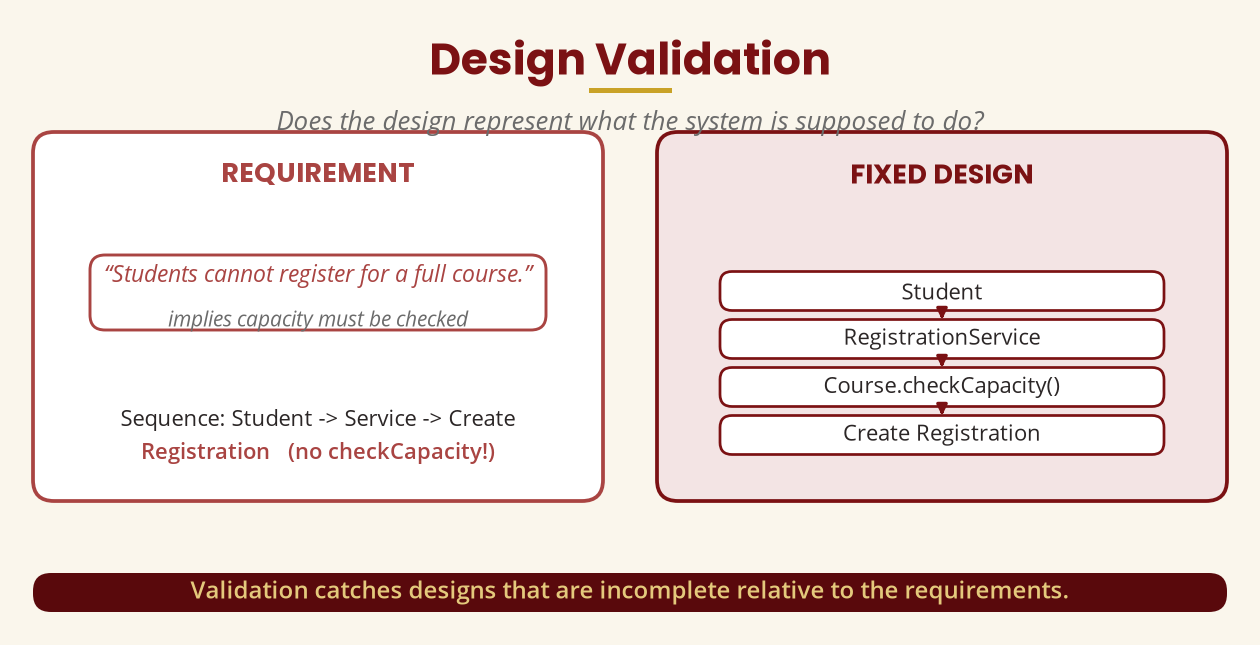 Design Validation
Does the design represent what the system is supposed to do?
REQUIREMENT
“Students cannot register for a full course.”
implies capacity must be checked
Sequence: Student -> Service -> Create
Registration (no checkCapacity!)
FIXED DESIGN
Student
RegistrationService
Course.checkCapacity()
Create Registration
Validation catches designs that are incomplete relative to the requirements.